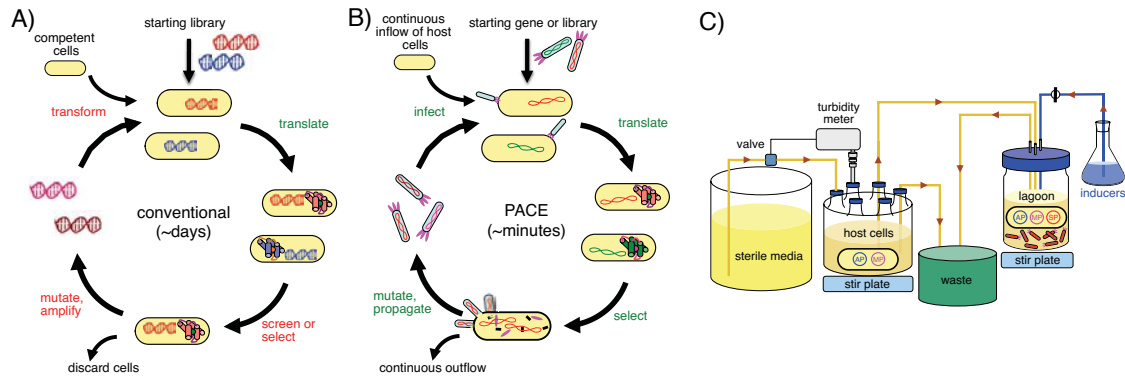 A)
starting library
competent
cells
transform
translate
conventional
(~days)
mutate,
amplify
screen or
select
discard cells
B)
continuous
inflow of host
cells
starting gene or library
infect
translate
PACE
(~minutes)
mutate,
propagate
select
continuous outflow
C)
turbidity
meter
valve
sterile media
host cells
AP MP
stir plate
waste
lagoon
AP MP SP
stir plate
inducers